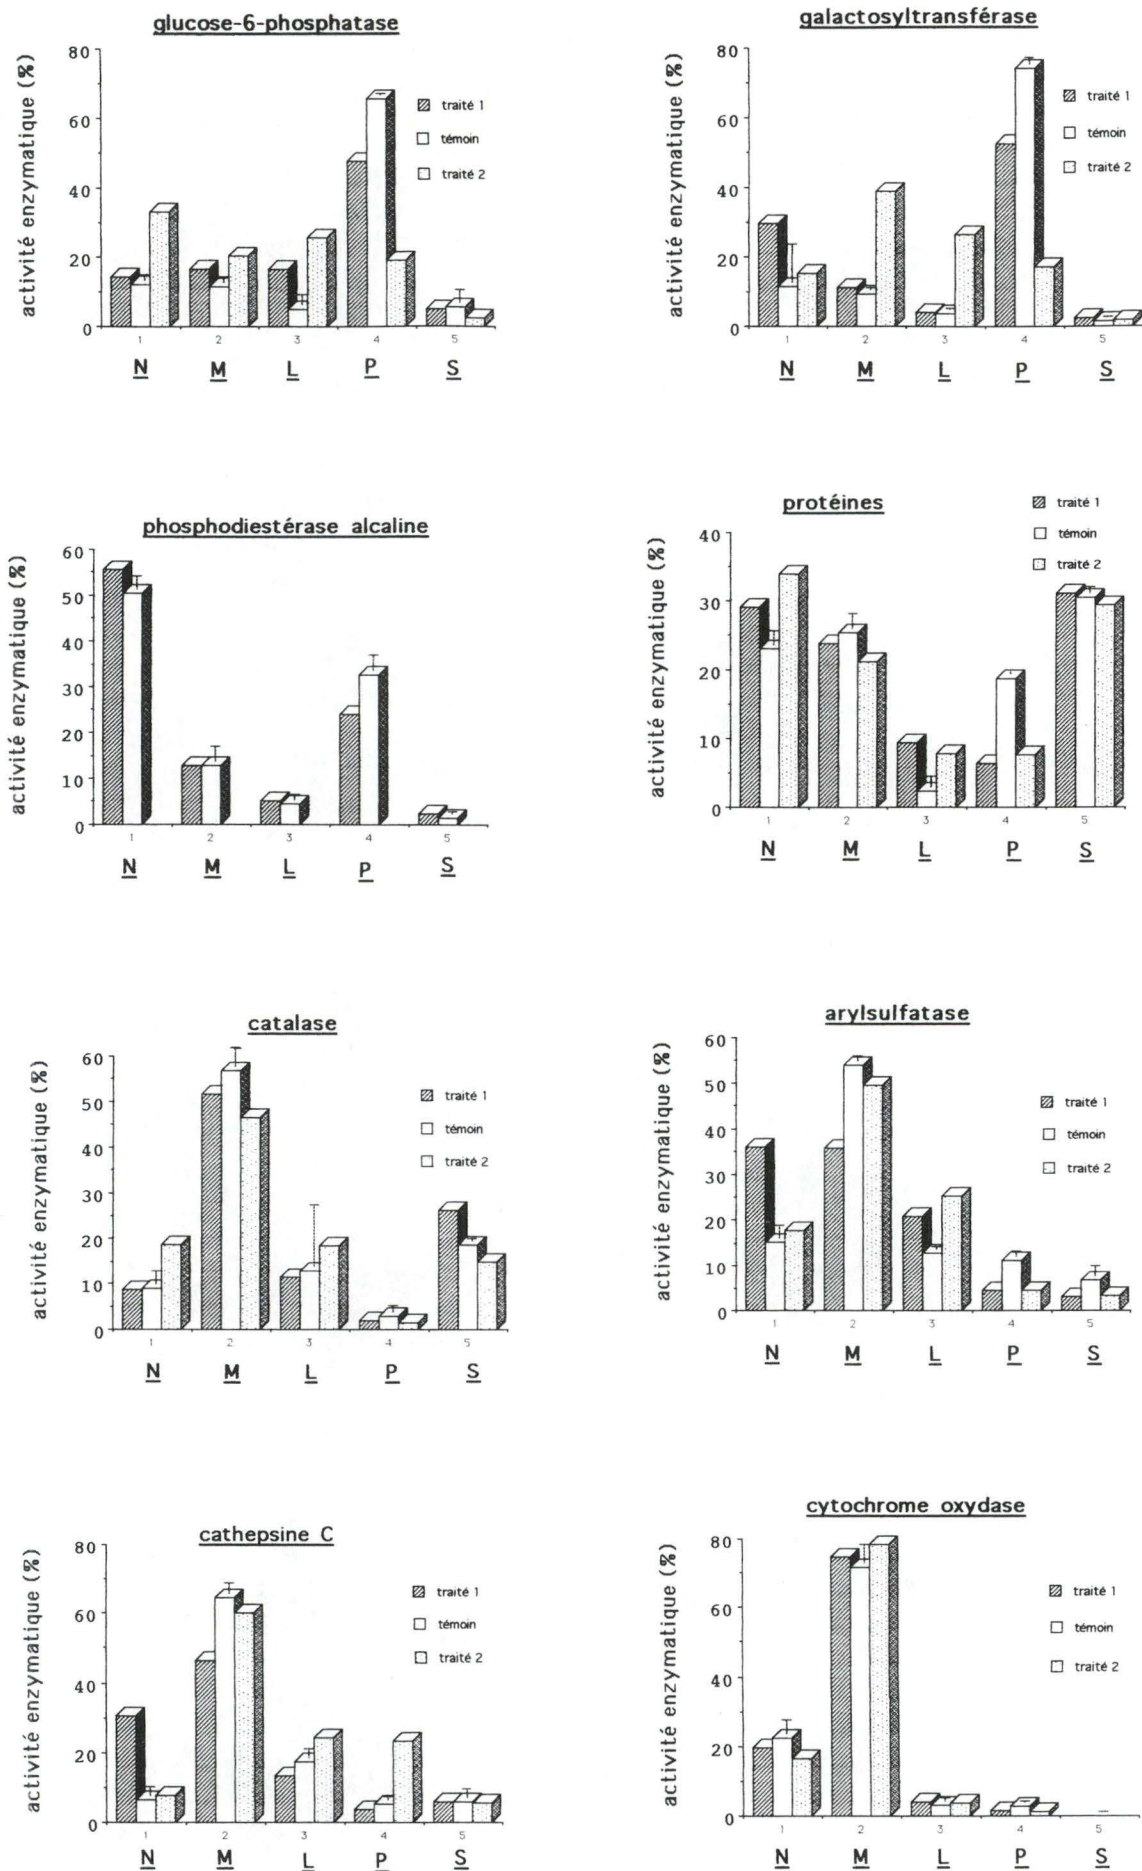 glucose-6-phosphatase
activité enzymatique (%)
80
60
40
20
0
traité 1
témoin
traité 2
1 2 3 4 5
N M L P S
galactosyltransférase
activité enzymatique (%)
80
60
40
20
0
traité 1
témoin
traité 2
1 2 3 4 5
N M L P S
phosphodiestérase alcaline
activité enzymatique (%)
60
50
40
30
20
10
0
1 2 3 4 5
N M L P S
protéines
activité enzymatique (%)
40
30
20
10
0
traité 1
témoin
traité 2
1 2 3 4 5
N M L P S
catalase
activité enzymatique (%)
60
50
40
30
20
10
0
traité 1
témoin
traité 2
1 2 3 4 5
N M L P S
arylsulfatase
activité enzymatique (%)
60
50
40
30
20
10
0
traité 1
témoin
traité 2
1 2 3 4 5
N M L P S
cathepsine C
activité enzymatique (%)
80
60
40
20
0
traité 1
témoin
traité 2
1 2 3 4 5
N M L P S
cytochrome oxydase
activité enzymatique (%)
80
60
40
20
0
traité 1
témoin
traité 2
1 2 3 4 5
N M L P S